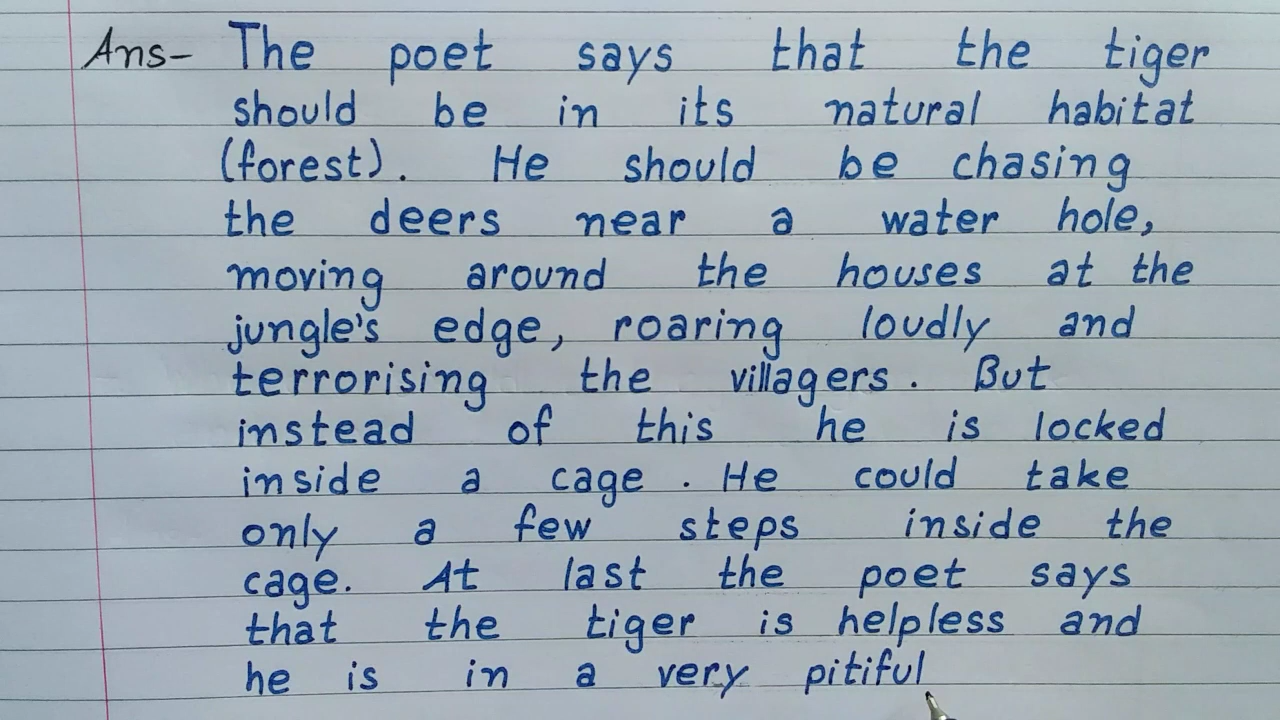 Ans- The poet says that the tiger
should be in its natural habitat
(forest). He should be chasing
the deers near a water hole,
moving around the houses at the
jungle's edge, roaring loudly and
terrorising the villagers. But
instead of this he is locked
inside a cage. He could take
only a few steps inside the
cage. At last the poet says
that the tiger is helpless and
he is in a very pitiful